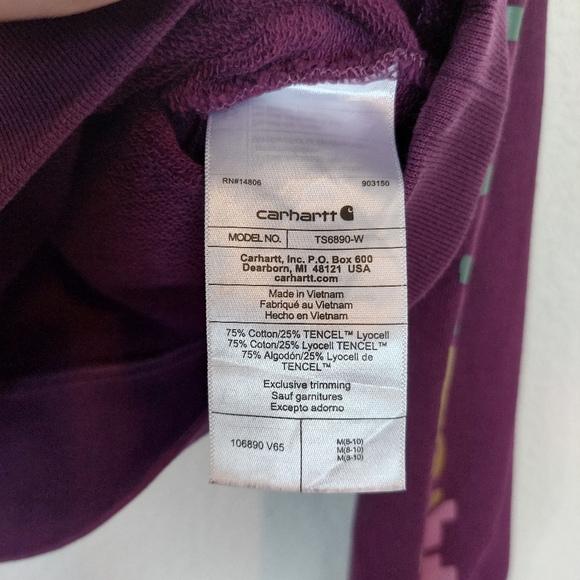 RN#14806 903150
carhartt
MODEL NO. TS6890-W
Carhartt, Inc. P.O. Box 600
Dearborn, MI 48121 USA
carhartt.com
Made in Vietnam
Fabriqué au Vietnam
Hecho en Vietnam
75% Cotton/25% TENCEL™ Lyocell
75% Coton/25% Lyocell TENCEL™
75% Algodón/25% Lyocell de
TENCEL™
Exclusive trimming
Sauf garnitures
Excepto adorno
106890 V65
M(8-10)
M(8-10)
M(8-10)